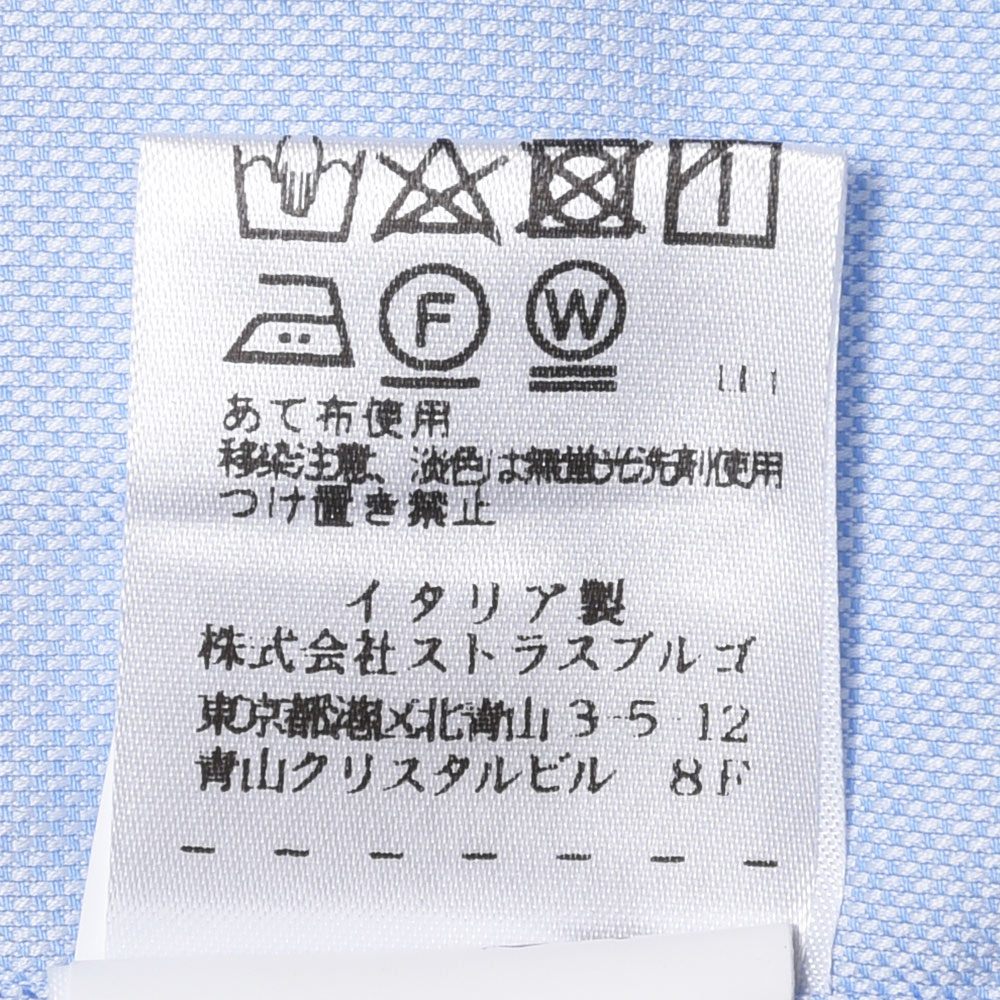 F W
あて布使用
移染注意、淡色は無蛍光洗剤使用
つけ置き禁止
イタリア製
株式会社ストラスブルゴ
東京都港区北青山3-5-12
青山クリスタルビル 8F